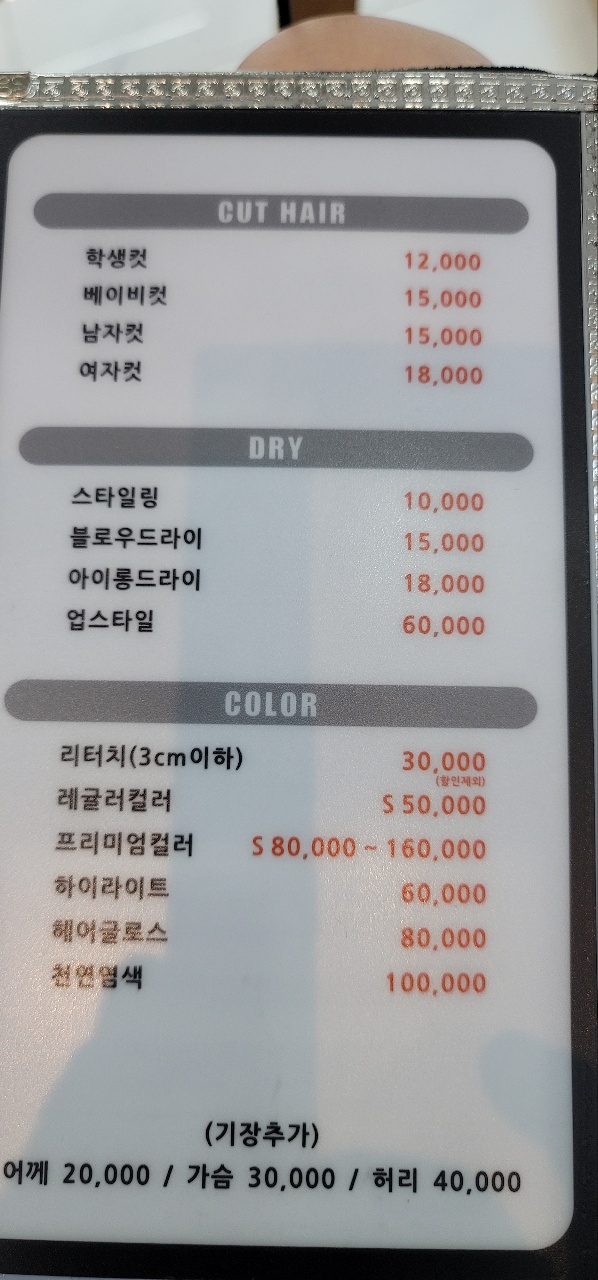 CUT HAIR
학생컷 12,000
베이비컷 15,000
남자컷 15,000
여자컷 18,000
DRY
스타일링 10,000
블로우드라이 15,000
아이롱드라이 18,000
업스타일 60,000
COLOR
리터치(3cm이하) 30,000
(할인제외)
레귤러컬러 S 50,000
프리미엄컬러 S 80,000 ~ 160,000
하이라이트 60,000
헤어글로스 80,000
천연염색 100,000
(기장추가)
어께 20,000 / 가슴 30,000 / 허리 40,000